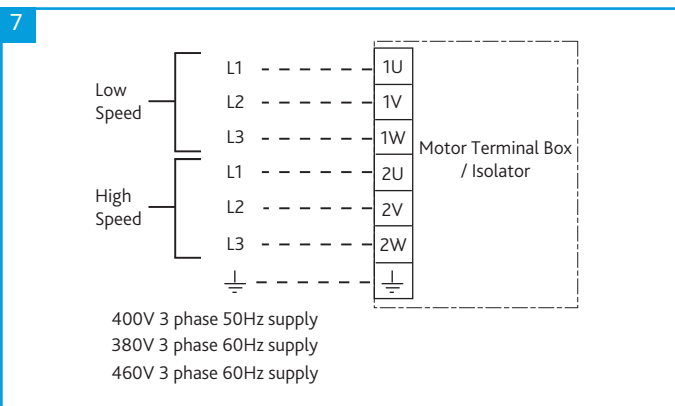 7
L1 1U
Low Speed
L2 1V
L3 1W
Motor Terminal Box
/ Isolator
L1 2U
High Speed
L2 2V
L3 2W
400V 3 phase 50Hz supply
380V 3 phase 60Hz supply
460V 3 phase 60Hz supply